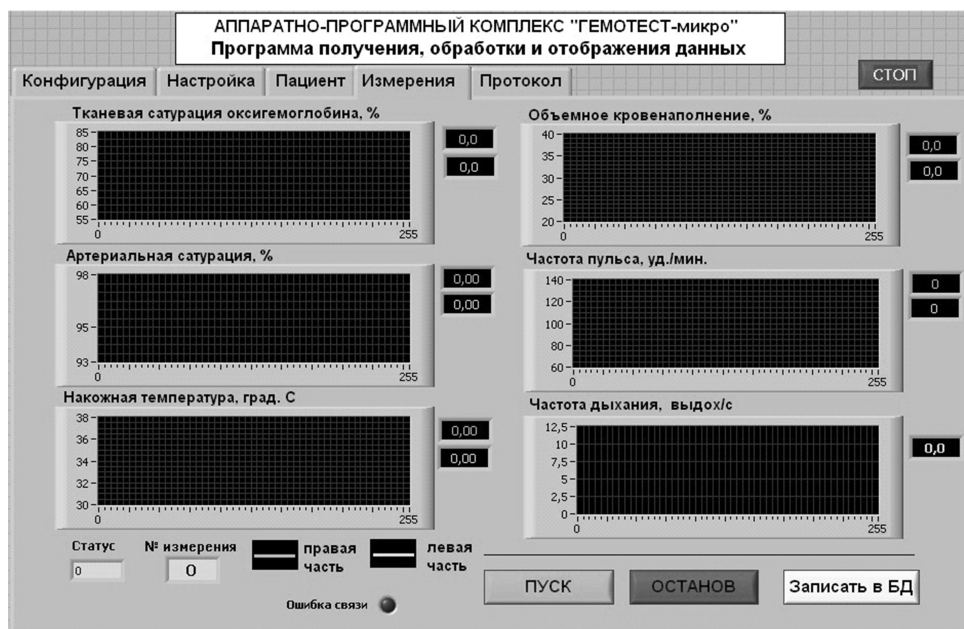 АППАРАТНО-ПРОГРАММНЫЙ КОМПЛЕКС "ГЕМОТЕСТ-микро"
Программа получения, обработки и отображения данных
Конфигурация Настройка Пациент Измерения Протокол
СТОП
Тканевая сатурация оксигемоглобина, %
85
80
75
70
65
60
55
0 255
0,0
0,0
Объемное кровенаполнение, %
40
35
30
25
20
0 255
0,0
0,0
Артериальная сатурация, %
98
95
93
0 255
0,00
0,00
Частота пульса, уд./мин.
140
120
100
80
60
0 255
0
0
Накожная температура, град. С
38
36
34
32
30
0 255
0,00
0,00
Частота дыхания, выдох/с
12,5
10
7,5
5
2,5
0
0 255
0,0
Статус
0
№ измерения
0
правая
часть
левая
часть
Ошибка связи
ПУСК
ОСТАНОВ
Записать в БД